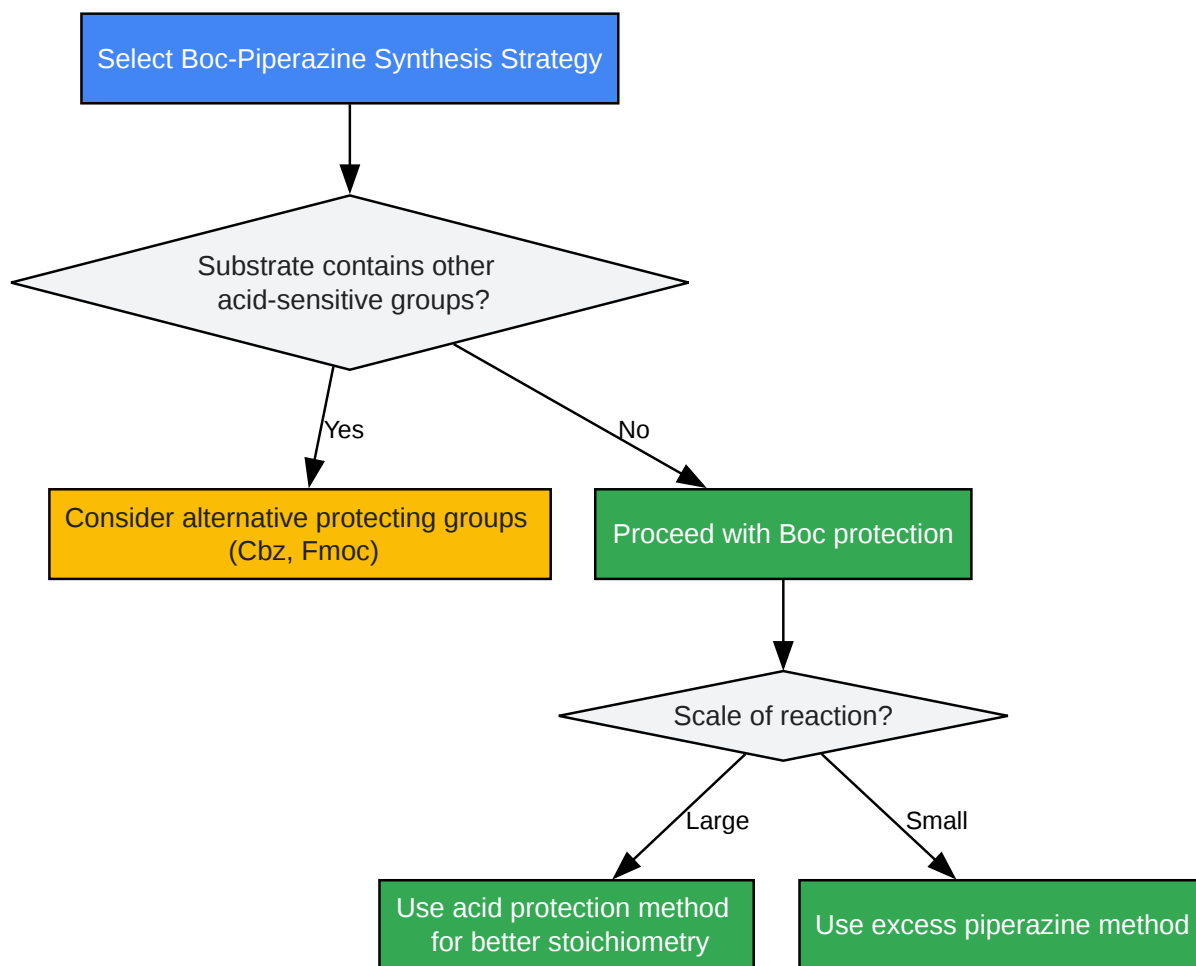 Select Boc-Piperazine Synthesis Strategy
Substrate contains other
acid-sensitive groups?
Yes
No
Consider alternative protecting groups
(Cbz, Fmoc)
Proceed with Boc protection
Scale of reaction?
Large
Small
Use acid protection method
for better stoichiometry
Use excess piperazine method